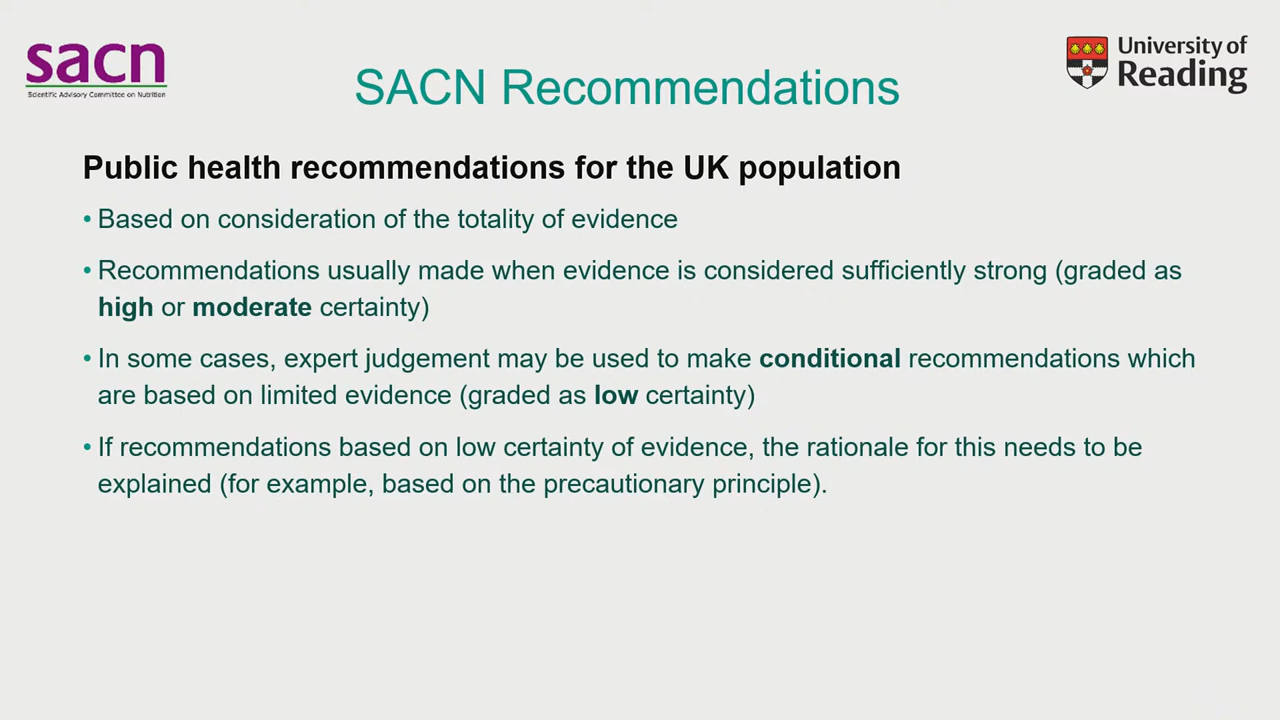 sacn
Scientific Advisory Committee on Nutrition
SACN Recommendations
University of
Reading
Public health recommendations for the UK population
• Based on consideration of the totality of evidence
• Recommendations usually made when evidence is considered sufficiently strong (graded as
high or moderate certainty)
• In some cases, expert judgement may be used to make conditional recommendations which
are based on limited evidence (graded as low certainty)
• If recommendations based on low certainty of evidence, the rationale for this needs to be
explained (for example, based on the precautionary principle).